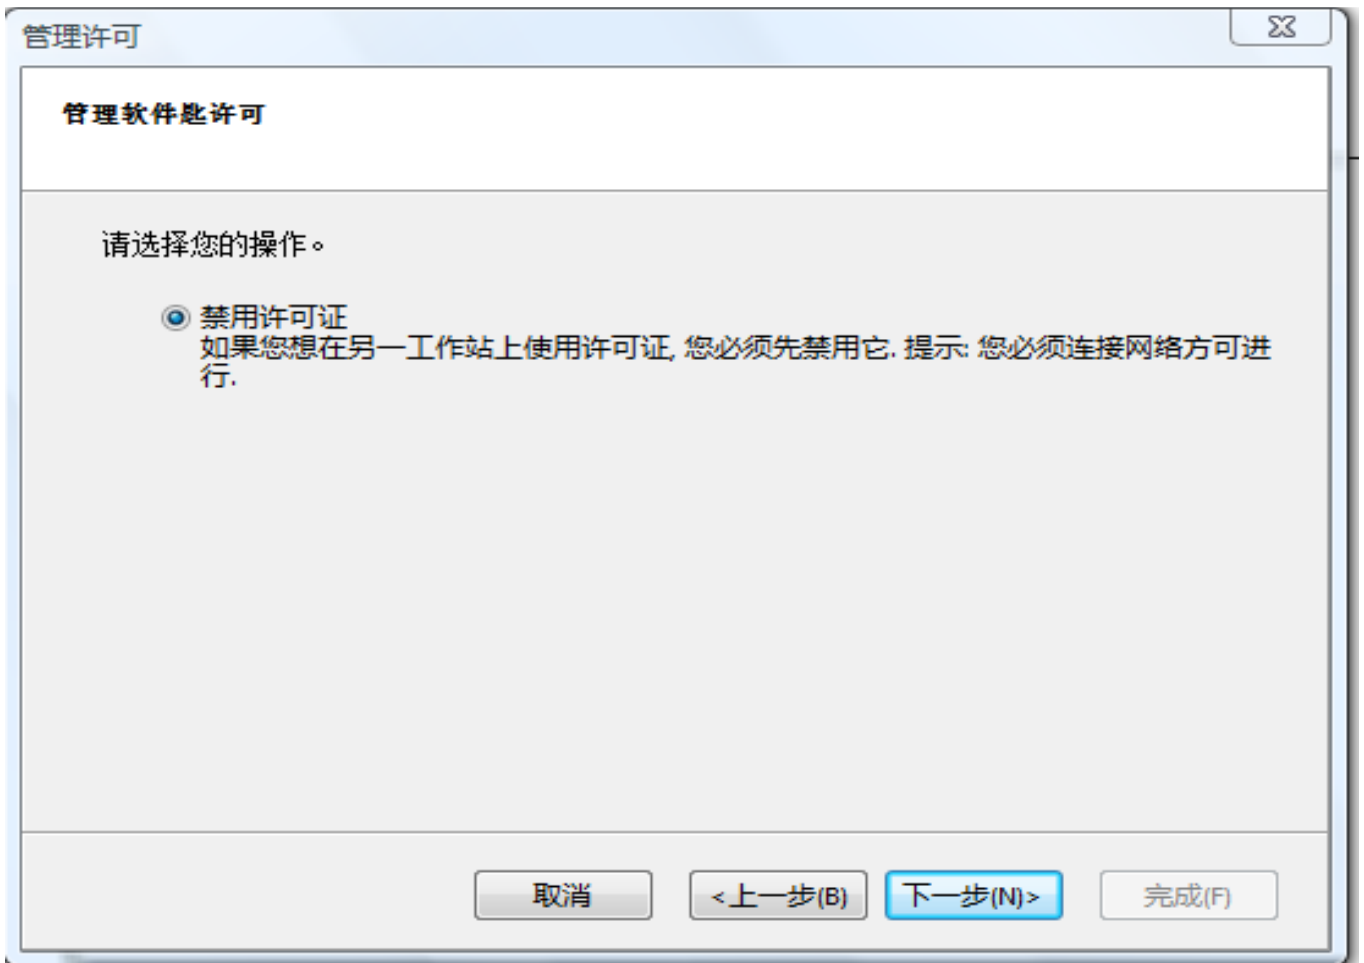 管理许可
管理软件匙许可
请选择您的操作。
禁用许可证
如果您想在另一工作站上使用许可证, 您必须先禁用它. 提示: 您必须连接网络方可进
行.
取消
<上一步(B)
下一步(N)>
完成(F)